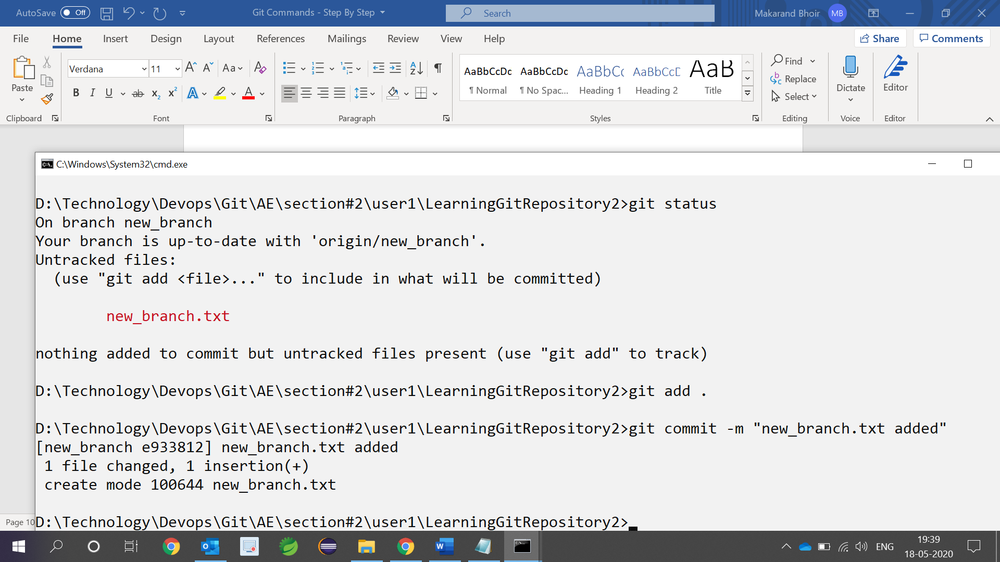 AutoSave Off Git Commands - Step By Step Search Makarand Bhoir MB
File Home Insert Design Layout References Mailings Review View Help Share Comments
Paste
Clipboard
Verdana 11
Aa
B I U ab x2 x2 A A
Font
Paragraph
AaBbCcDc AaBbCcDc AaBbCc AaBbCcD AaB
¶ Normal ¶ No Spac... Heading 1 Heading 2 Title
Styles
Find
Replace
Select
Editing
Dictate
Voice
Editor
Editor
C:\Windows\System32\cmd.exe
D:\Technology\Devops\Git\AE\section#2\user1\LearningGitRepository2>git status
On branch new_branch
Your branch is up-to-date with 'origin/new_branch'.
Untracked files:
(use "git add <file>..." to include in what will be committed)
new_branch.txt
nothing added to commit but untracked files present (use "git add" to track)
D:\Technology\Devops\Git\AE\section#2\user1\LearningGitRepository2>git add .
D:\Technology\Devops\Git\AE\section#2\user1\LearningGitRepository2>git commit -m "new_branch.txt added"
[new_branch e933812] new_branch.txt added
1 file changed, 1 insertion(+)
create mode 100644 new_branch.txt
D:\Technology\Devops\Git\AE\section#2\user1\LearningGitRepository2>
Page 10
ENG
19:39
18-05-2020